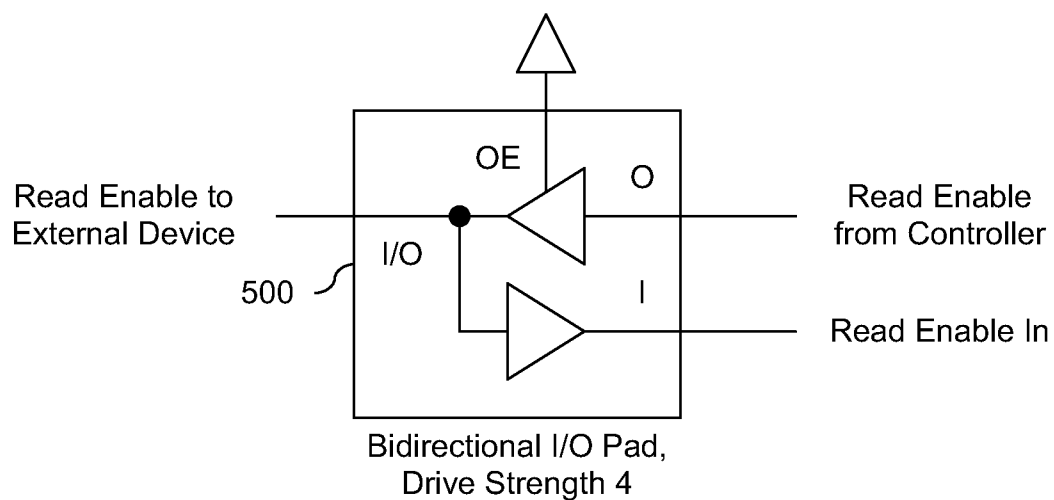 OE
O
Read Enable to
External Device
Read Enable
from Controller
I/O
500
I
Read Enable In
Bidirectional I/O Pad,
Drive Strength 4